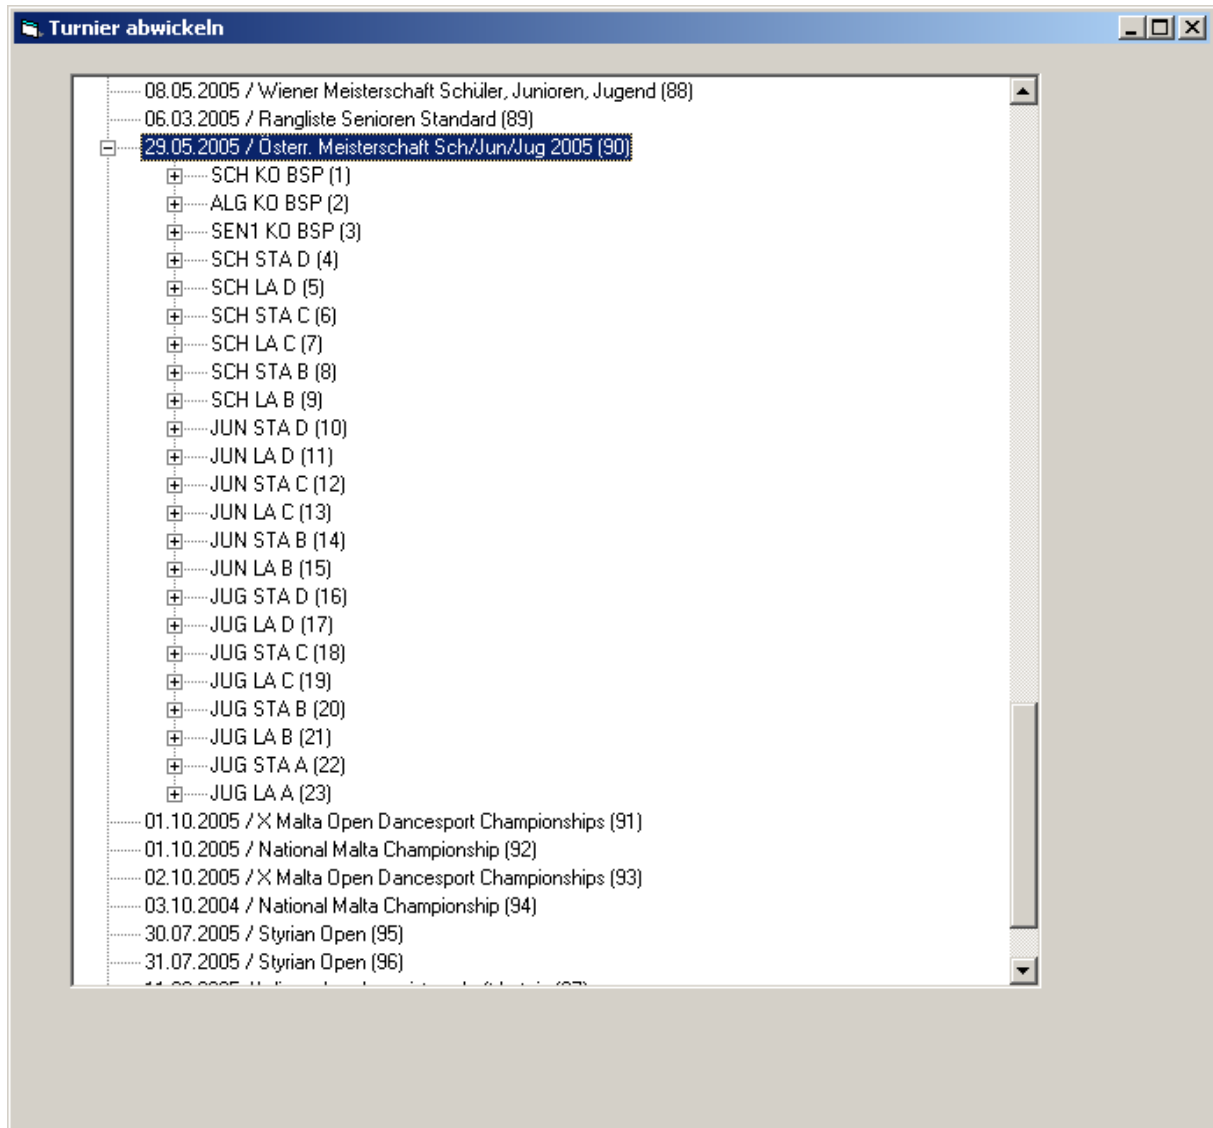 Turnier abwickeln
08.05.2005 / Wiener Meisterschaft Schüler, Junioren, Jugend (88)
06.03.2005 / Rangliste Senioren Standard (89)
29.05.2005 / Österr. Meisterschaft Sch/Jun/Jug 2005 (90)
SCH KO BSP (1)
ALG KO BSP (2)
SEN1 KO BSP (3)
SCH STA D (4)
SCH LA D (5)
SCH STA C (6)
SCH LA C (7)
SCH STA B (8)
SCH LA B (9)
JUN STA D (10)
JUN LA D (11)
JUN STA C (12)
JUN LA C (13)
JUN STA B (14)
JUN LA B (15)
JUG STA D (16)
JUG LA D (17)
JUG STA C (18)
JUG LA C (19)
JUG STA B (20)
JUG LA B (21)
JUG STA A (22)
JUG LA A (23)
01.10.2005 / X Malta Open Dancesport Championships (91)
01.10.2005 / National Malta Championship (92)
02.10.2005 / X Malta Open Dancesport Championships (93)
03.10.2004 / National Malta Championship (94)
30.07.2005 / Styrian Open (95)
31.07.2005 / Styrian Open (96)